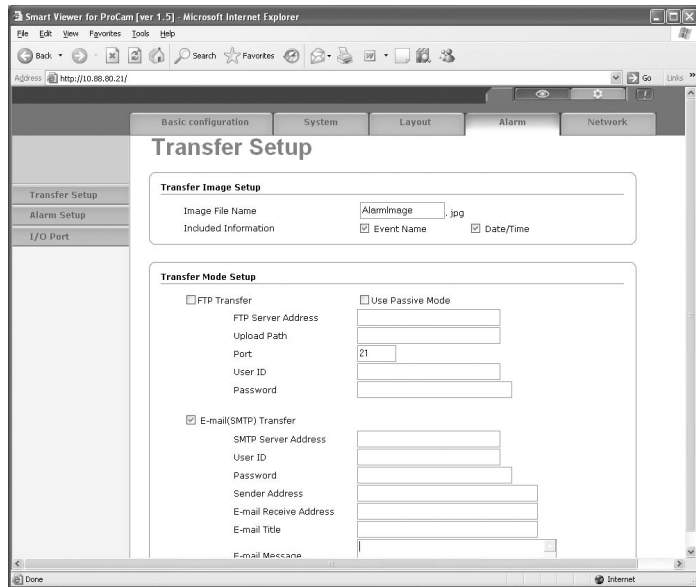 Smart Viewer for ProCam [ver 1.5] - Microsoft Internet Explorer
File Edit View Favorites Tools Help
Back Search Favorites
Address http://10.88.80.21/ Go Links »
Basic configuration System Layout Alarm Network
Transfer Setup
Transfer Setup
Alarm Setup
I/O Port
Transfer Image Setup
Image File Name AlarmImage . jpg
Included Information Event Name Date/Time
Transfer Mode Setup
FTP Transfer Use Passive Mode
FTP Server Address
Upload Path
Port 21
User ID
Password
E-mail(SMTP) Transfer
SMTP Server Address
User ID
Password
Sender Address
E-mail Receive Address
E-mail Title
E-mail Message
Done Internet